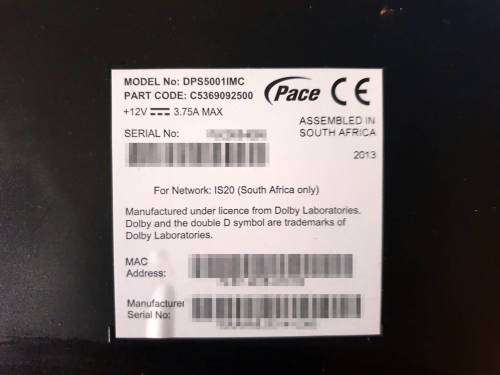 MODEL No: DPS5001IMC
PART CODE: C5369092500
+12V 3.75A MAX
Pace CE
ASSEMBLED IN
SOUTH AFRICA
SERIAL No:
2013
For Network: IS20 (South Africa only)
Manufactured under licence from Dolby Laboratories.
Dolby and the double D symbol are trademarks of
Dolby Laboratories.
MAC
Address:
Manufacturer
Serial No: